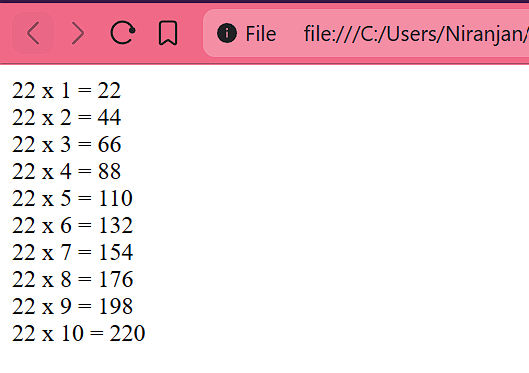 File file:///C:/Users/Niranjan/
22 x 1 = 22
22 x 2 = 44
22 x 3 = 66
22 x 4 = 88
22 x 5 = 110
22 x 6 = 132
22 x 7 = 154
22 x 8 = 176
22 x 9 = 198
22 x 10 = 220